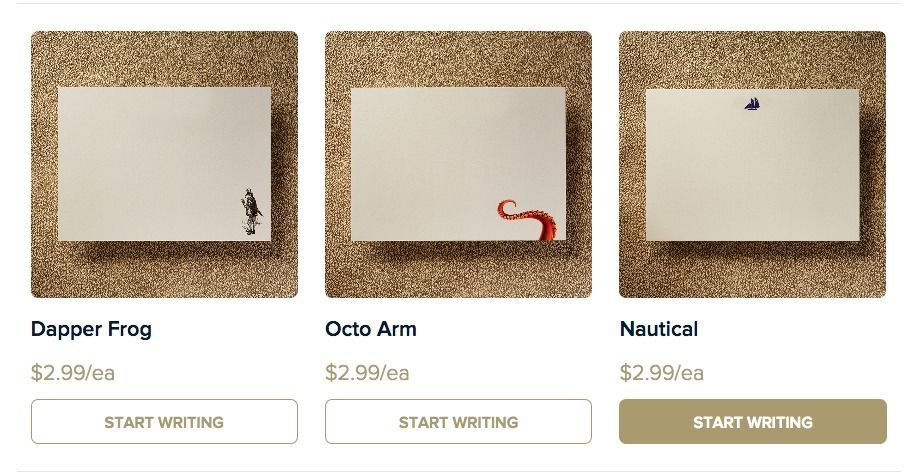 Dapper Frog
Octo Arm
Nautical
$2.99/ea
$2.99/ea
$2.99/ea
START WRITING
START WRITING
START WRITING